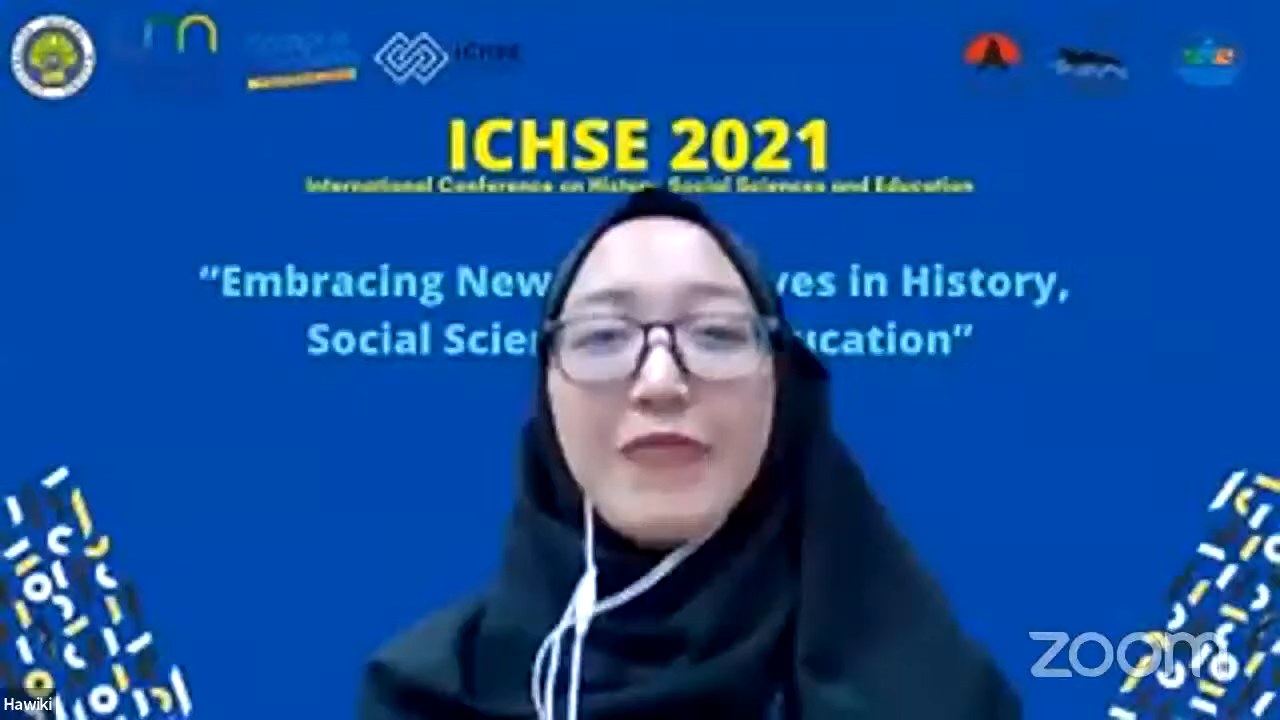 ICHSE
ICHSE 2021
International Conference on History, Social Sciences and Education
“Embracing New ves in History,
Social Scien ucation”
zoom
Hawiki